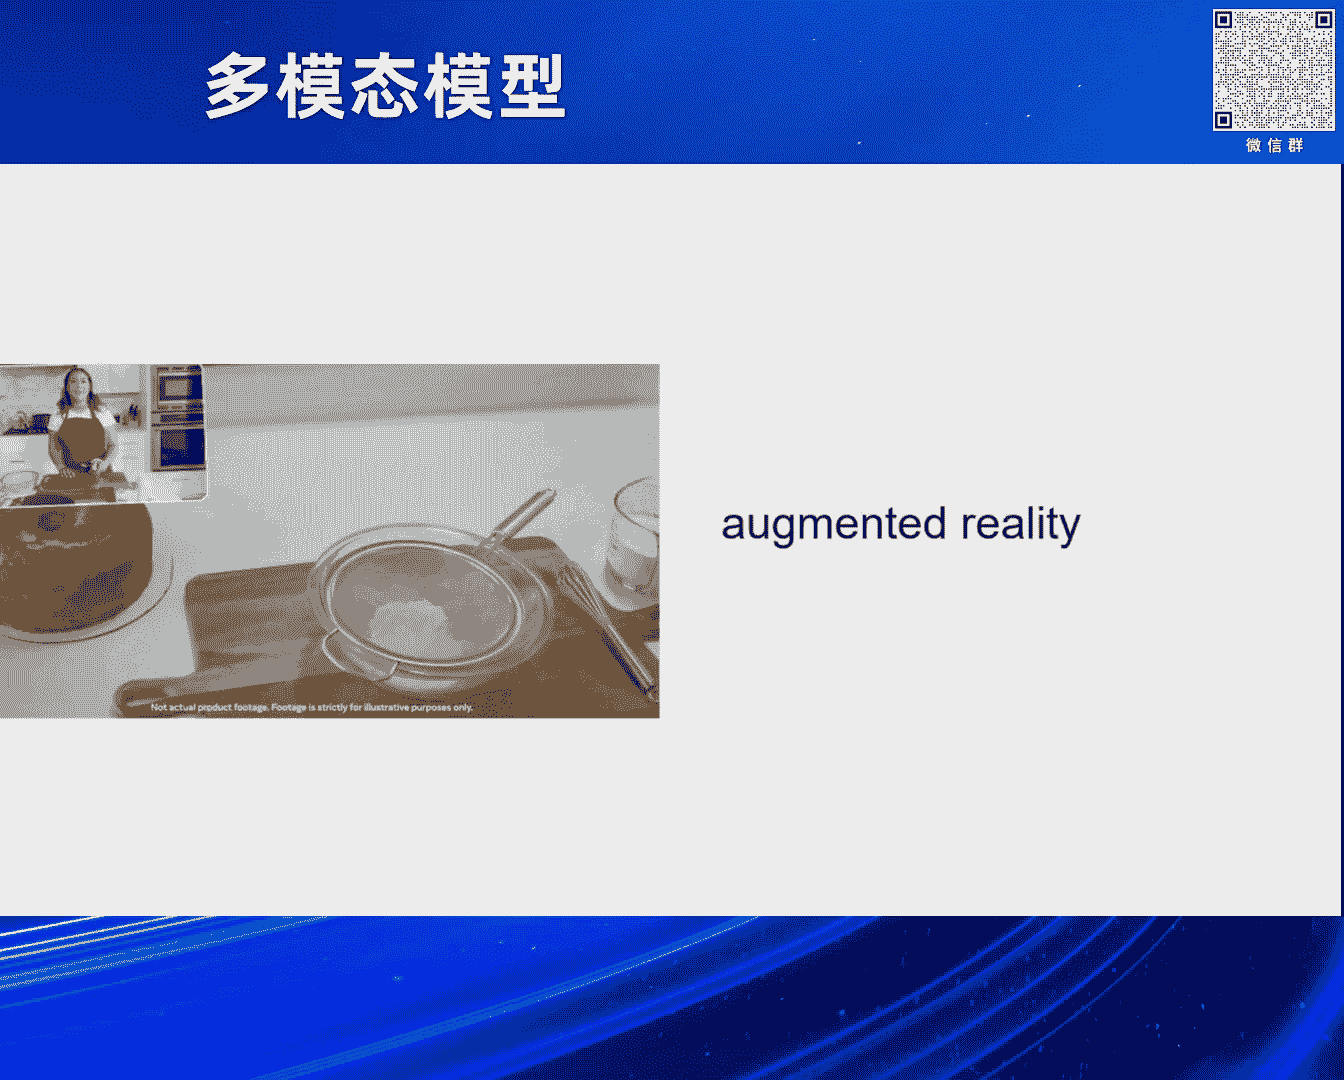 多模态模型
微信群
augmented reality
Not actual product footage. Footage is strictly for illustrative purposes only.